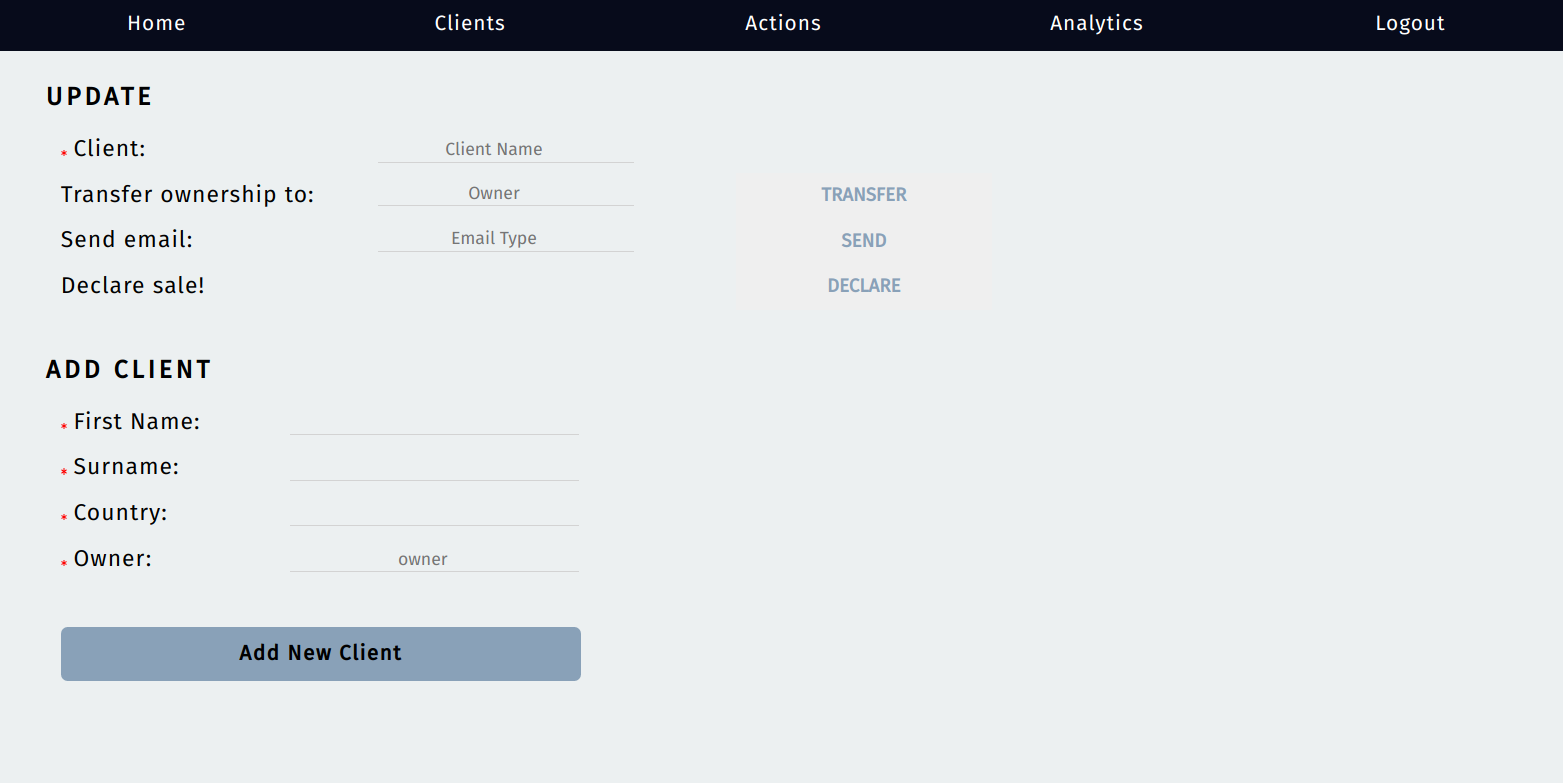 Home Clients Actions Analytics Logout
UPDATE
* Client: Client Name
Transfer ownership to: Owner TRANSFER
Send email: Email Type SEND
Declare sale! DECLARE
ADD CLIENT
* First Name:
* Surname:
* Country:
* Owner: owner
Add New Client